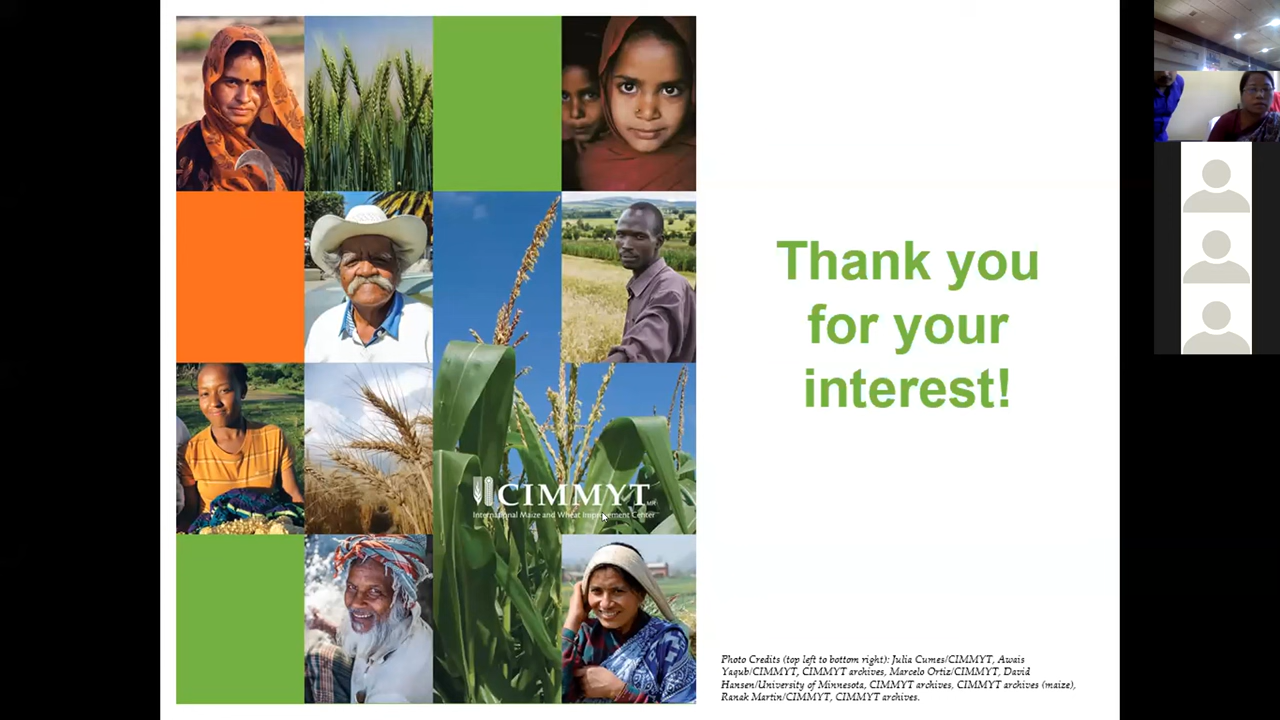 CIMMYT
International Maize and Wheat Improvement Center
Thank you
for your
interest!
Photo Credits (top left to bottom right): Julia Cumes/CIMMYT, Awais
Yaqub/CIMMYT, CIMMYT archives, Marcelo Ortiz/CIMMYT, David
Hansen/University of Minnesota, CIMMYT archives, CIMMYT archives (maize),
Ranak Martin/CIMMYT, CIMMYT archives.